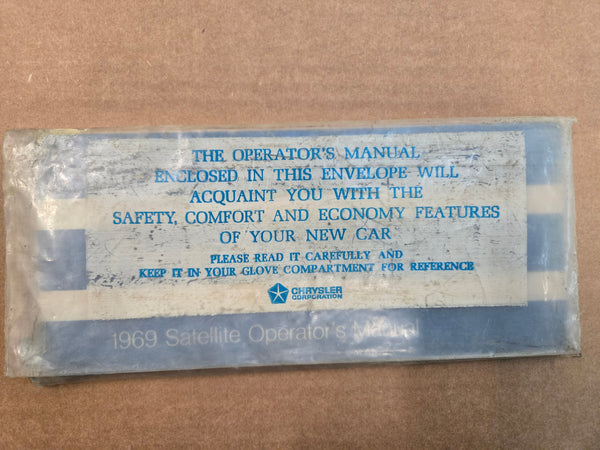 THE OPERATOR'S MANUAL
ENCLOSED IN THIS ENVELOPE WILL
ACQUAINT YOU WITH THE
SAFETY, COMFORT AND ECONOMY FEATURES
OF YOUR NEW CAR
PLEASE READ IT CAREFULLY AND
KEEP IT IN YOUR GLOVE COMPARTMENT FOR REFERENCE
CHRYSLER
CORPORATION
1969 Satellite Operator's Manual